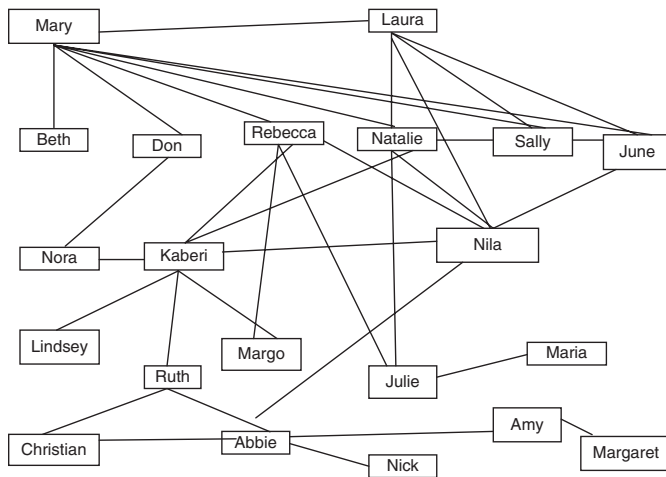 Mary
Laura
Beth
Don
Rebecca
Natalie
Sally
June
Nora
Kaberi
Nila
Lindsey
Margo
Maria
Ruth
Julie
Christian
Abbie
Amy
Margaret
Nick